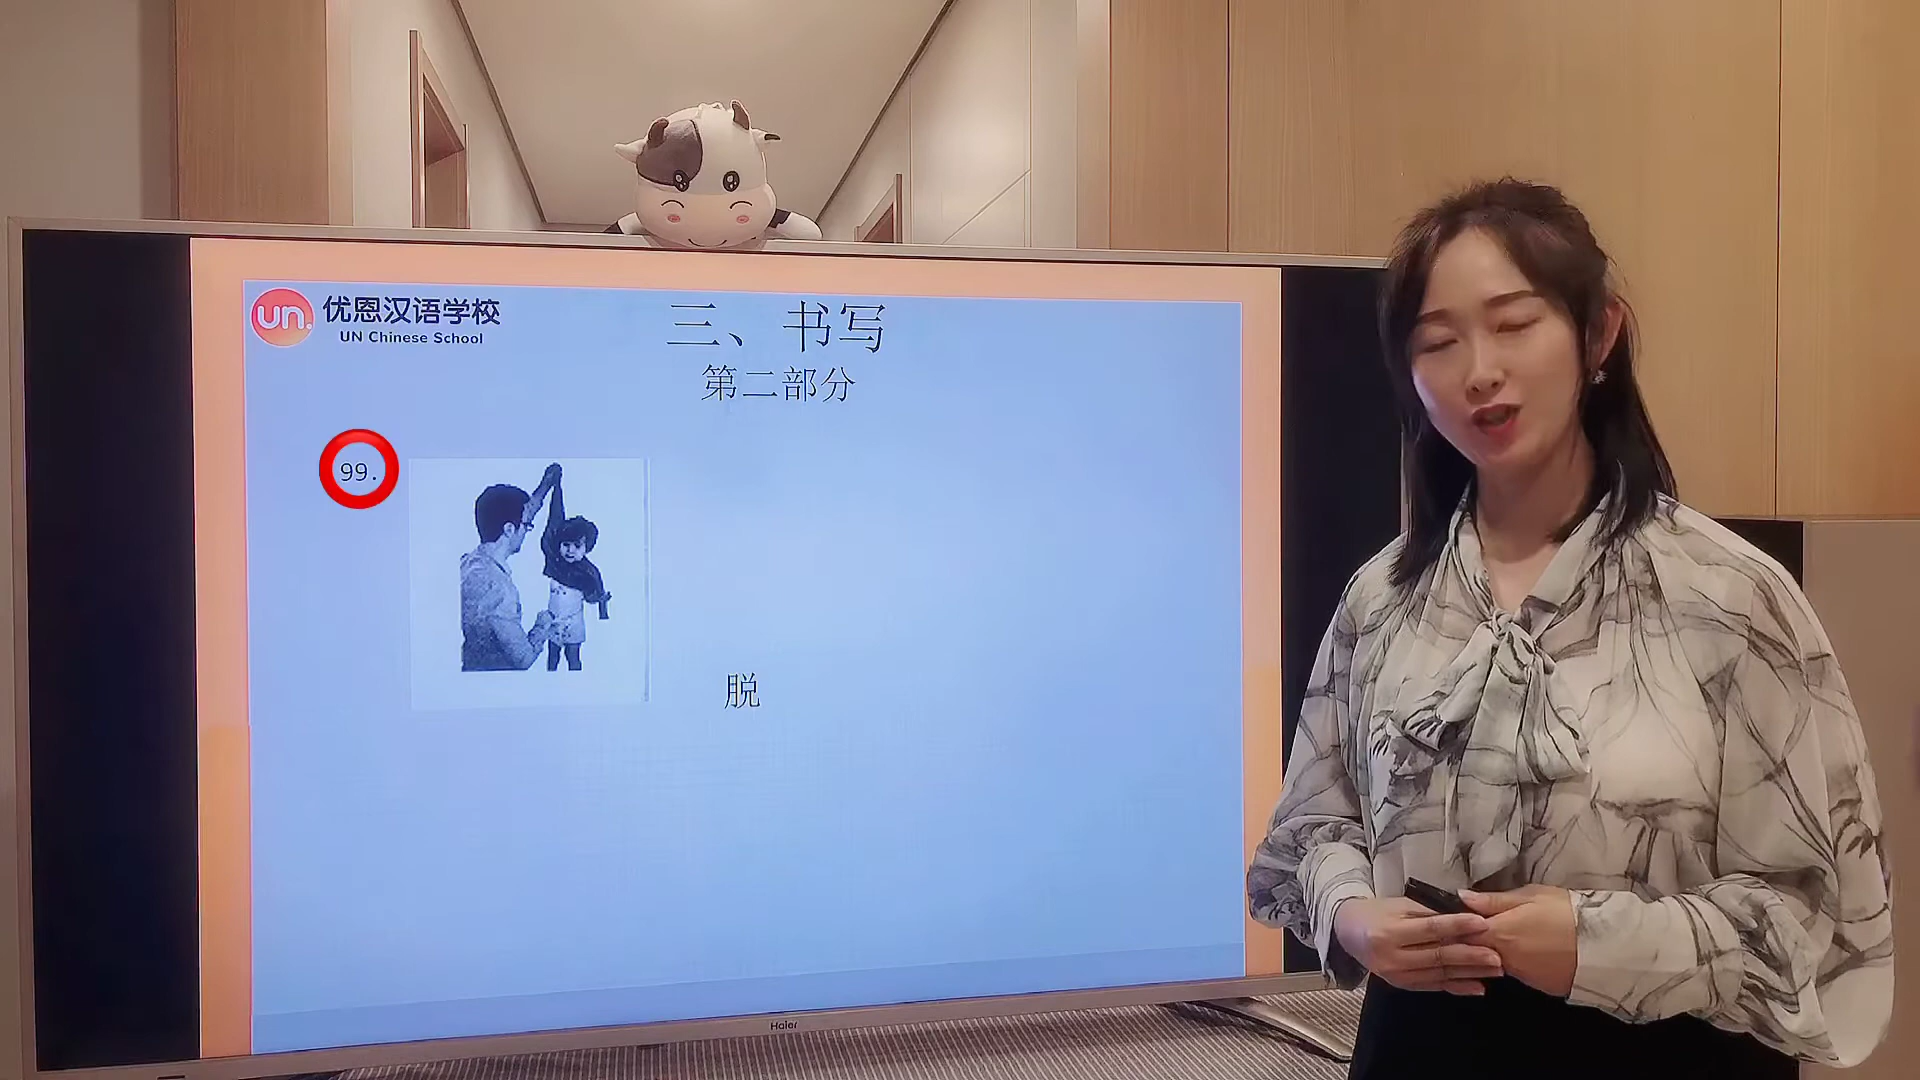 un.
优恩汉语学校
UN Chinese School
三、书写
第二部分
99.
脱
Haier